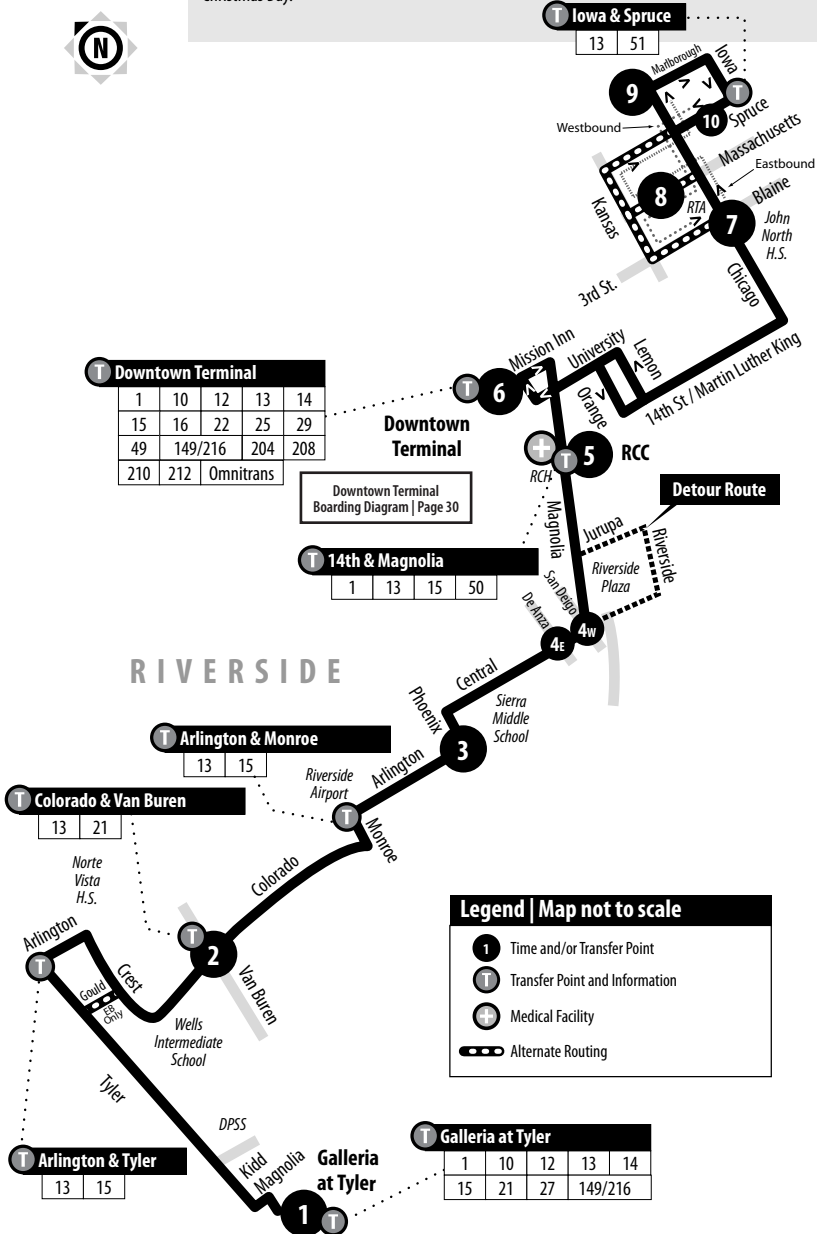 Christmas Day.
N
T Iowa & Spruce
13 51
Marlborough
Iowa
9
T
10
Spruce
Westbound
Massachusetts
Eastbound
8
Blaine
Kansas
RTA
7
John
North
H.S.
3rd St.
Chicago
Mission Inn
University
Lemon
T Downtown Terminal
1 10 12 13 14
15 16 22 25 29
49 149/216 204 208
210 212 Omnitrans
T 6
Orange
14th St / Martin Luther King
Downtown
Terminal
T 5 RCC
RCH
Downtown Terminal
Boarding Diagram | Page 30
Detour Route
Magnolia
Jurupa
Riverside
T 14th & Magnolia
1 13 15 50
Riverside
Plaza
San Deigo
De Anza
4W
4E
RIVERSIDE
Central
Phoenix
Sierra
Middle
School
T Arlington & Monroe
13 15
3
Arlington
Riverside
Airport
T Colorado & Van Buren
13 21
T
Monroe
Norte
Vista
H.S.
Colorado
Legend | Map not to scale
1 Time and/or Transfer Point
T Transfer Point and Information
Medical Facility
Alternate Routing
Arlington
T
2
T
Crest
Van Buren
Gould
EB
Only
Wells
Intermediate
School
Tyler
DPSS
T Arlington & Tyler
13 15
Kidd
Magnolia
Galleria
at Tyler
1 T
T Galleria at Tyler
1 10 12 13 14
15 21 27 149/216